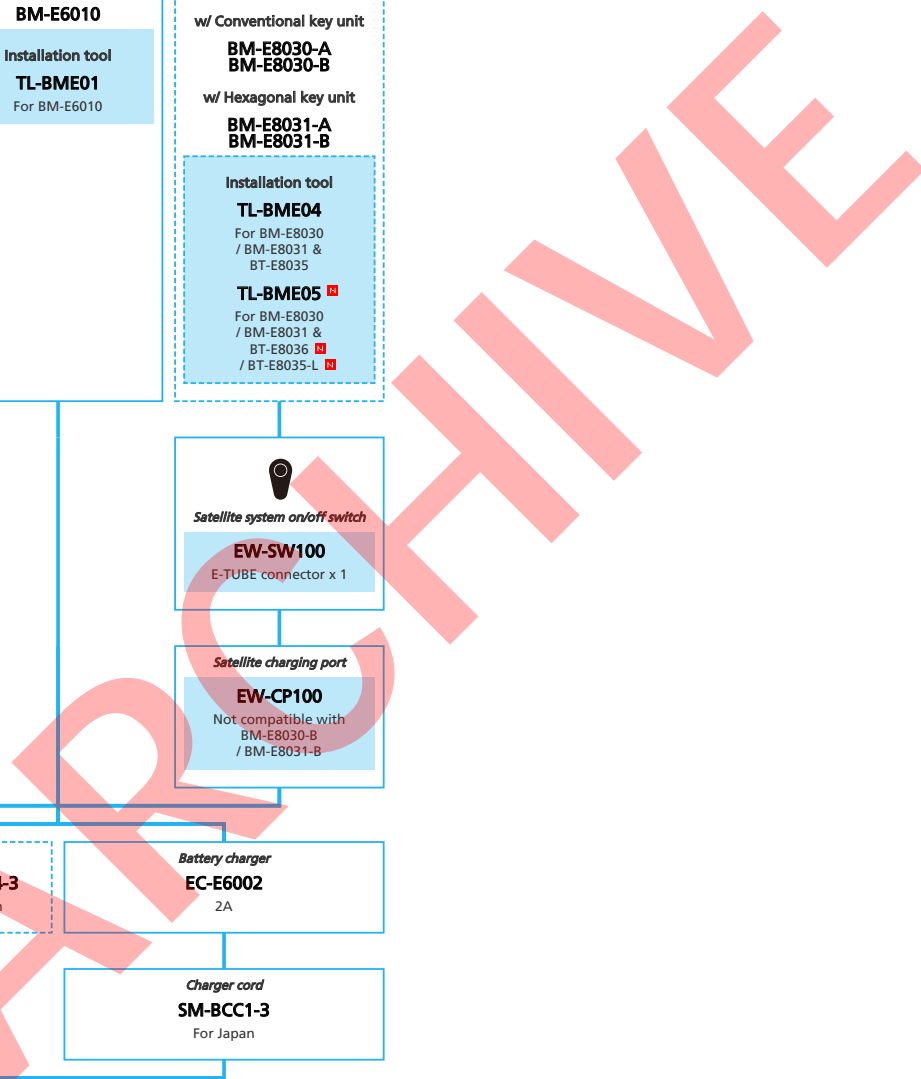 BM-E6010
Installation tool
TL-BME01
For BM-E6010
w/ Conventional key unit
BM-E8030-A
BM-E8030-B
w/ Hexagonal key unit
BM-E8031-A
BM-E8031-B
Installation tool
TL-BME04
For BM-E8030
/ BM-E8031 &
BT-E8035
TL-BME05 N
For BM-E8030
/ BM-E8031 &
BT-E8036 N
/ BT-E8035-L N
Satellite system on/off switch
EW-SW100
E-TUBE connector x 1
Satellite charging port
EW-CP100
Not compatible with
BM-E8030-B
/ BM-E8031-B
Battery charger
EC-E6002
2A
Charger cord
SM-BCC1-3
For Japan
ARCHIVE